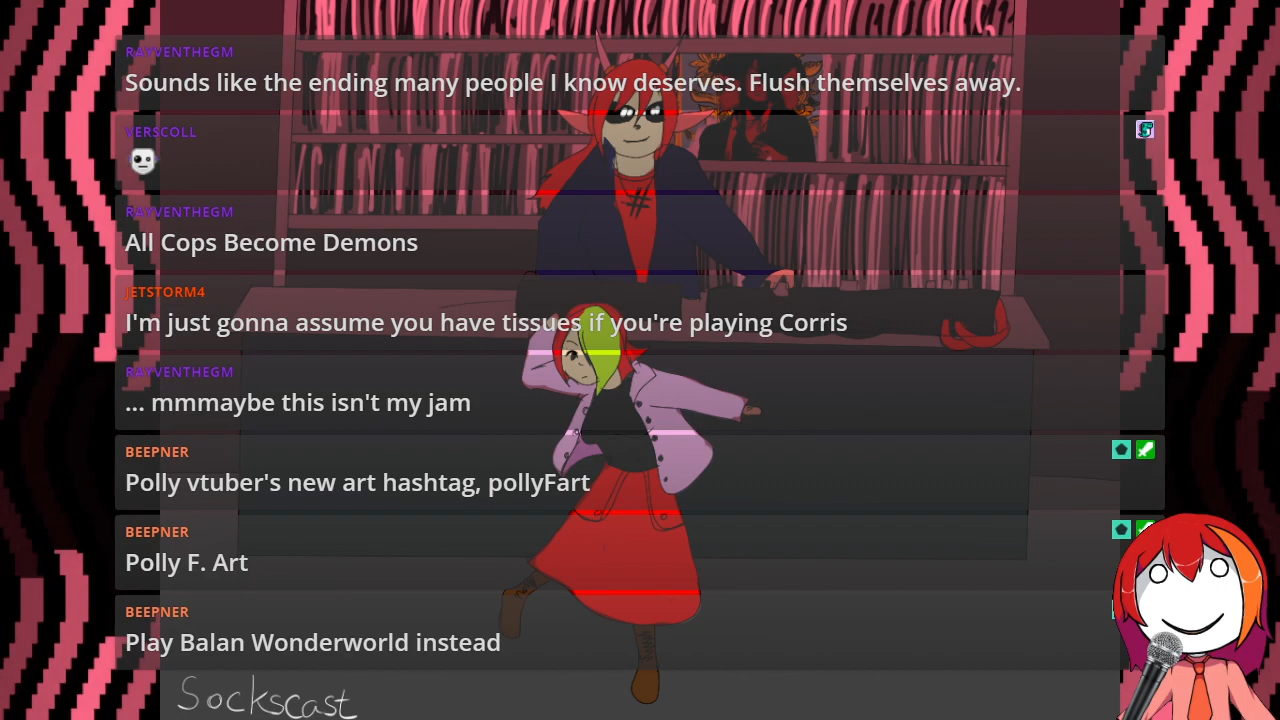 RAYVENTHEGM
Sounds like the ending many people I know deserves. Flush themselves away.
VERSCOLL
RAYVENTHEGM
All Cops Become Demons
JETSTORM4
I'm just gonna assume you have tissues if you're playing Corris
RAYVENTHEGM
... mmmaybe this isn't my jam
BEEPNER
Polly vtuber's new art hashtag, pollyFart
BEEPNER
Polly F. Art
BEEPNER
Play Balan Wonderworld instead
Sockscast